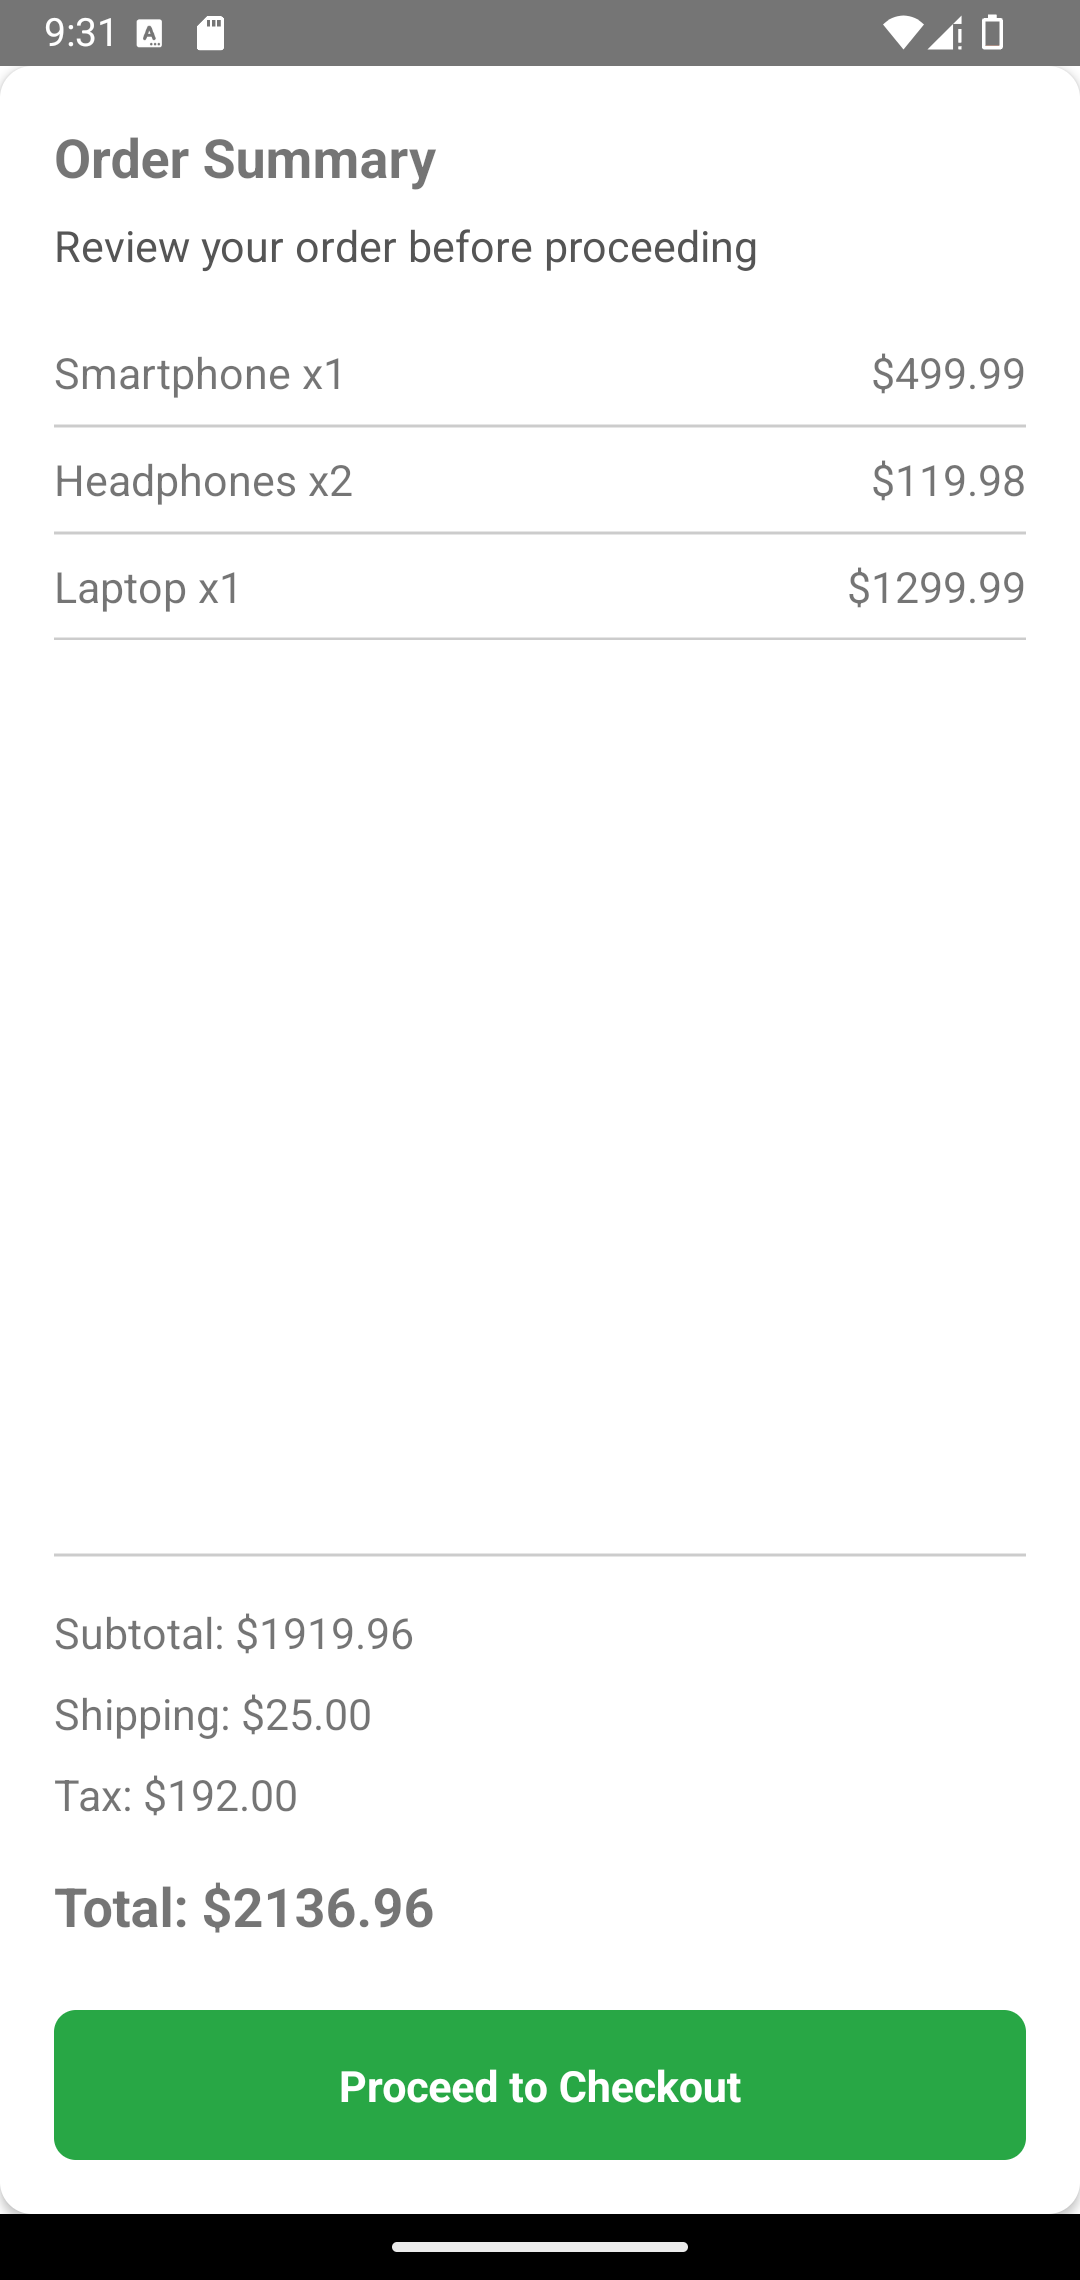 9:31
Order Summary
Review your order before proceeding
Smartphone x1 $499.99
Headphones x2 $119.98
Laptop x1 $1299.99
Subtotal: $1919.96
Shipping: $25.00
Tax: $192.00
Total: $2136.96
Proceed to Checkout